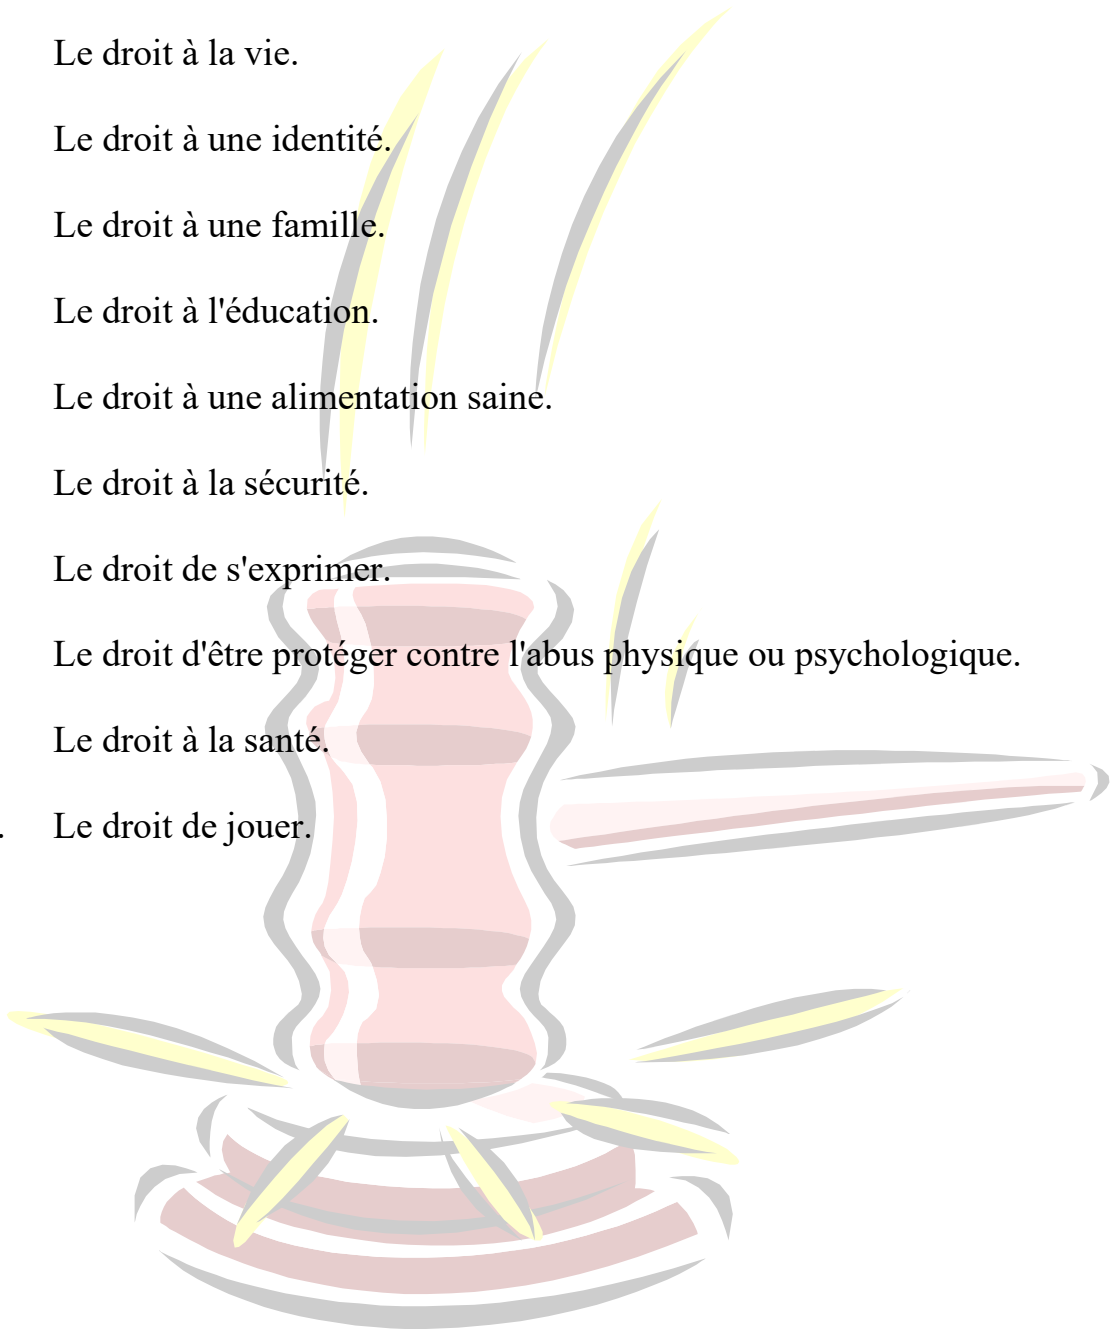 Le droit à la vie.
Le droit à une identité.
Le droit à une famille.
Le droit à l'éducation.
Le droit à une alimentation saine.
Le droit à la sécurité.
Le droit de s'exprimer.
Le droit d'être protéger contre l'abus physique ou psychologique.
Le droit à la santé.
. Le droit de jouer.